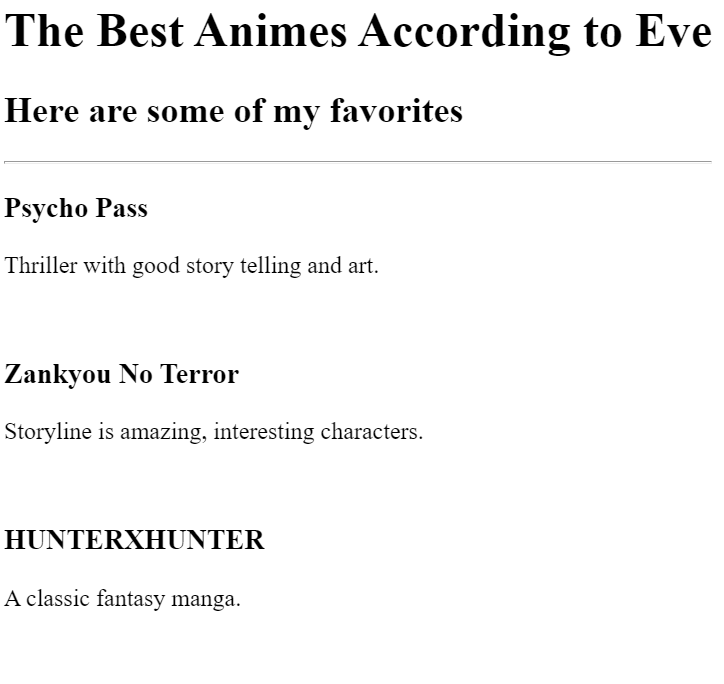 The Best Animes According to Eve
Here are some of my favorites
Psycho Pass
Thriller with good story telling and art.
Zankyou No Terror
Storyline is amazing, interesting characters.
HUNTERXHUNTER
A classic fantasy manga.